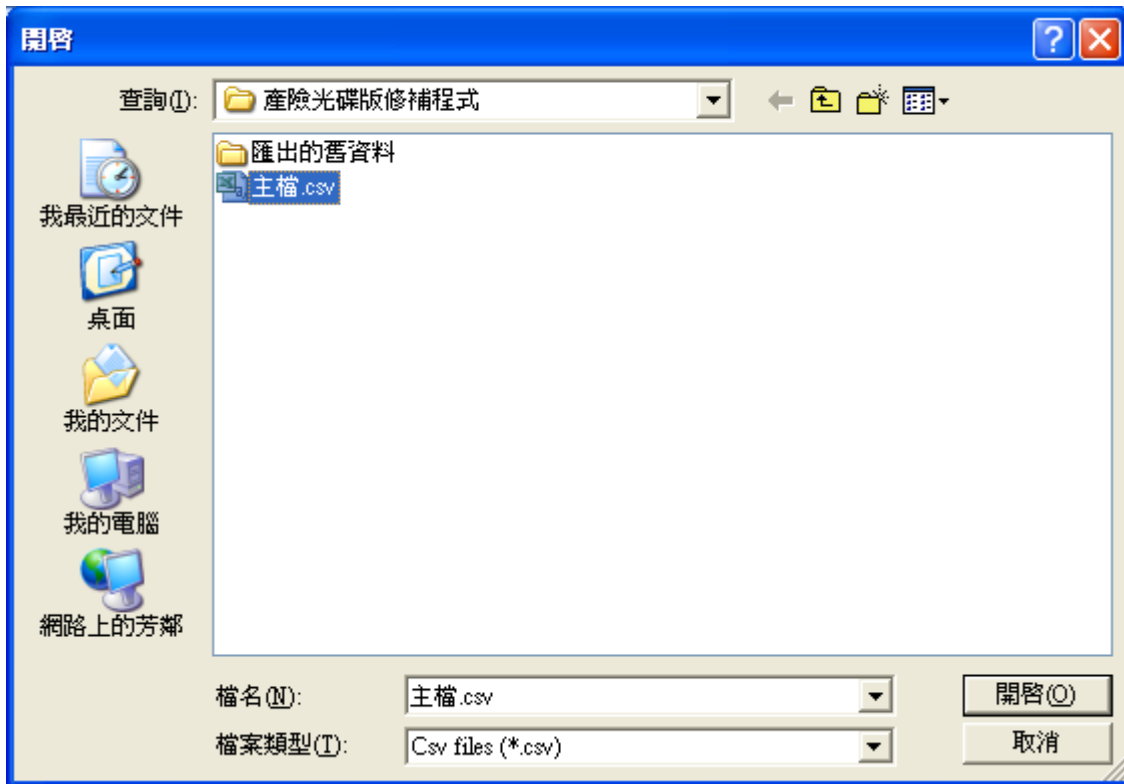 開啓
查詢(I):
產險光碟版修補程式
匯出的舊資料
主檔.csv
我最近的文件
桌面
我的文件
我的電腦
網路上的芳鄰
檔名(N):
主檔.csv
開啓(O)
檔案類型(T):
Csv files (*.csv)
取消